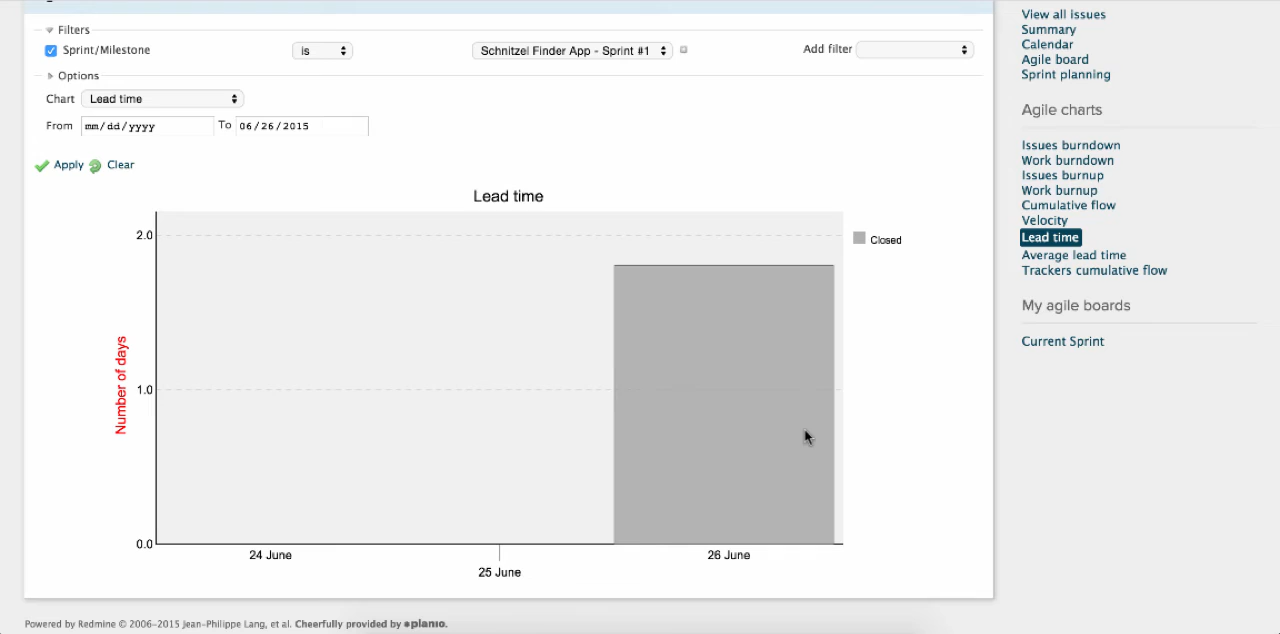 Filters
Sprint/Milestone is Schnitzel Finder App - Sprint #1 Add filter
Options
Chart Lead time
From mm/dd/yyyy To 06/26/2015
Apply Clear
Lead time
2.0
1.0
0.0
Number of days
24 June
25 June
26 June
Closed
View all issues
Summary
Calendar
Agile board
Sprint planning
Agile charts
Issues burndown
Work burndown
Issues burnup
Work burnup
Cumulative flow
Velocity
Lead time
Average lead time
Trackers cumulative flow
My agile boards
Current Sprint
Powered by Redmine © 2006-2015 Jean-Philippe Lang, et al. Cheerfully provided by planio.